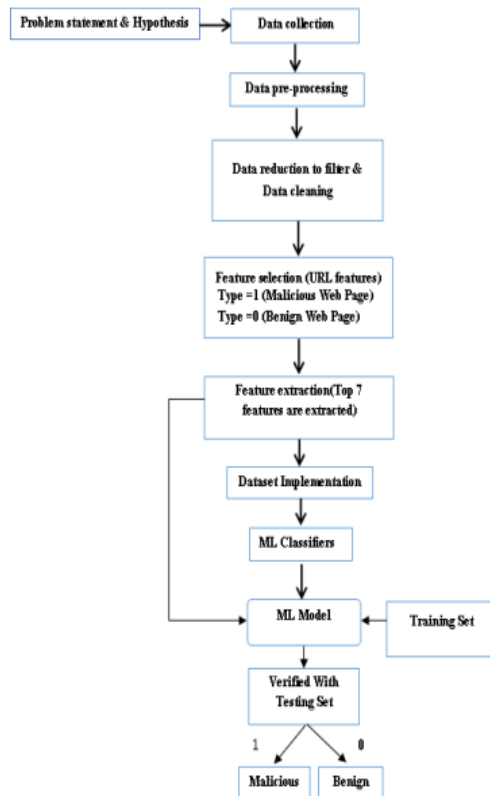 Problem statement & Hypothesis
Data collection
Data pre-processing
Data reduction to filter &
Data cleaning
Feature selection (URL features)
Type =1 (Malicious Web Page)
Type =0 (Benign Web Page)
Feature extraction(Top 7
features are extracted)
Dataset Implementation
ML Classifiers
ML Model
Training Set
Verified With
Testing Set
1
0
Malicious
Benign